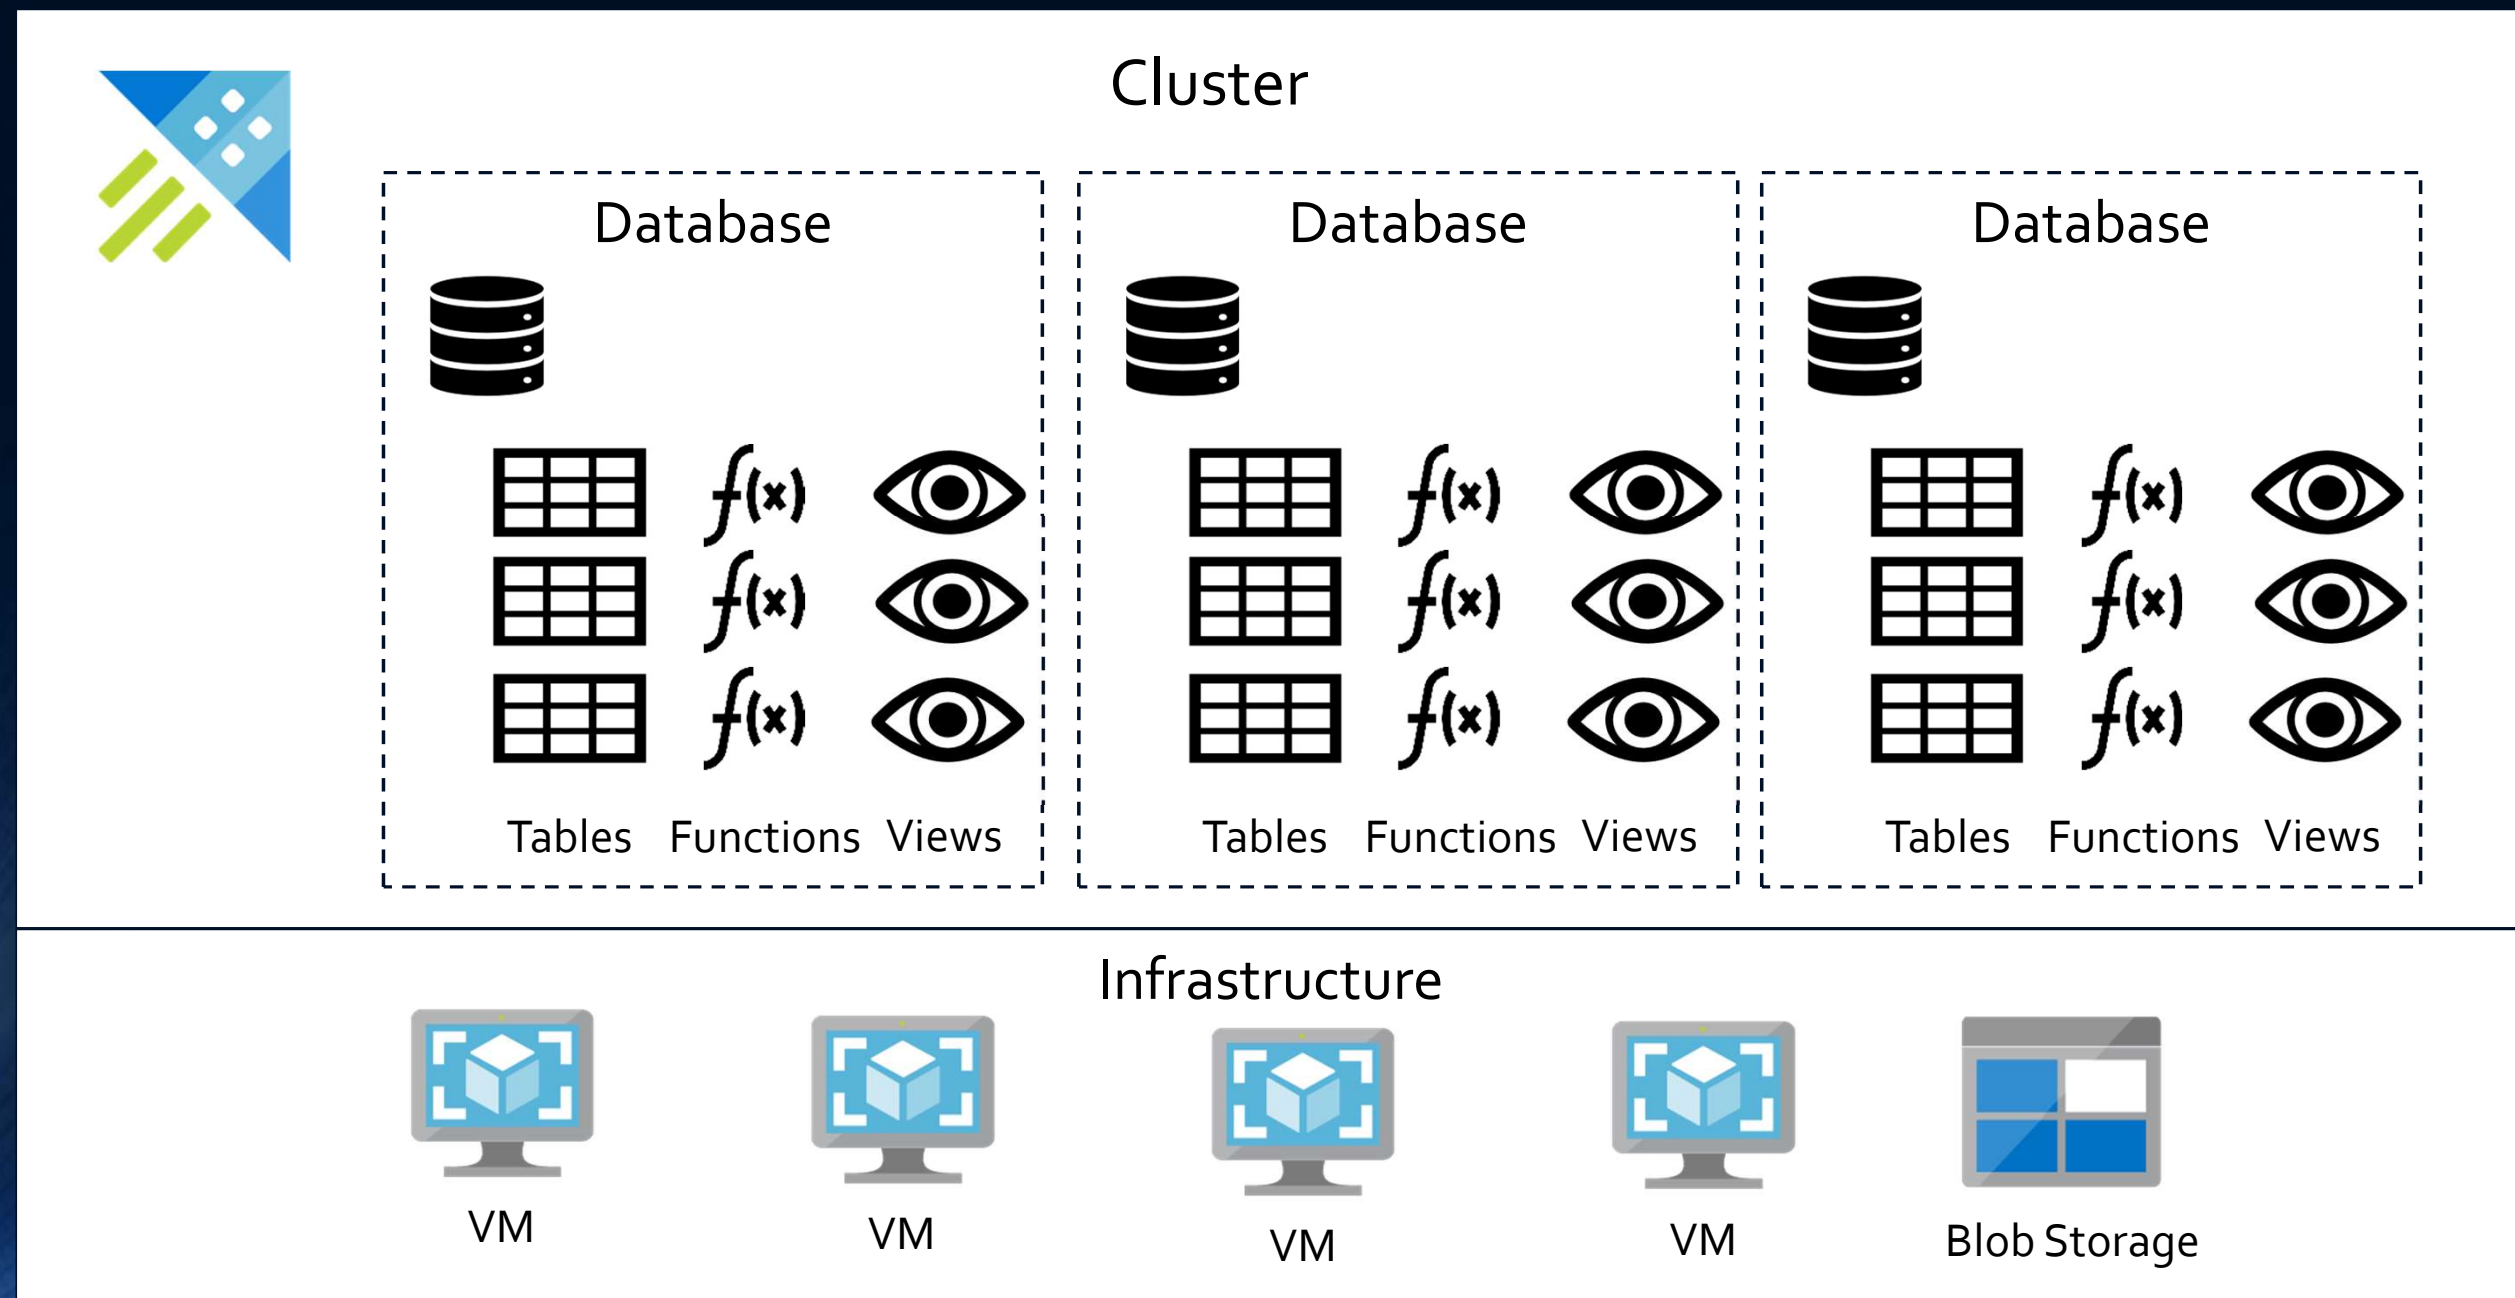 Cluster
Database
Database
Database
f(x)
f(x)
f(x)
f(x)
f(x)
f(x)
f(x)
f(x)
f(x)
Tables Functions Views
Tables Functions Views
Tables Functions Views
Infrastructure
VM
VM
VM
VM
Blob Storage